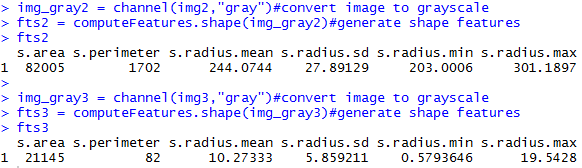 > img_gray2 = channel(img2,"gray")#convert image to grayscale
> fts2 = computeFeatures.shape(img_gray2)#generate shape features
> fts2
s.area s.perimeter s.radius.mean s.radius.sd s.radius.min s.radius.max
1 82005 1702 244.0744 27.89129 203.0006 301.1897
>
> img_gray3 = channel(img3,"gray")#convert image to grayscale
> fts3 = computeFeatures.shape(img_gray3)#generate shape features
> fts3
s.area s.perimeter s.radius.mean s.radius.sd s.radius.min s.radius.max
1 21145 82 10.27333 5.859211 0.5793646 19.5428